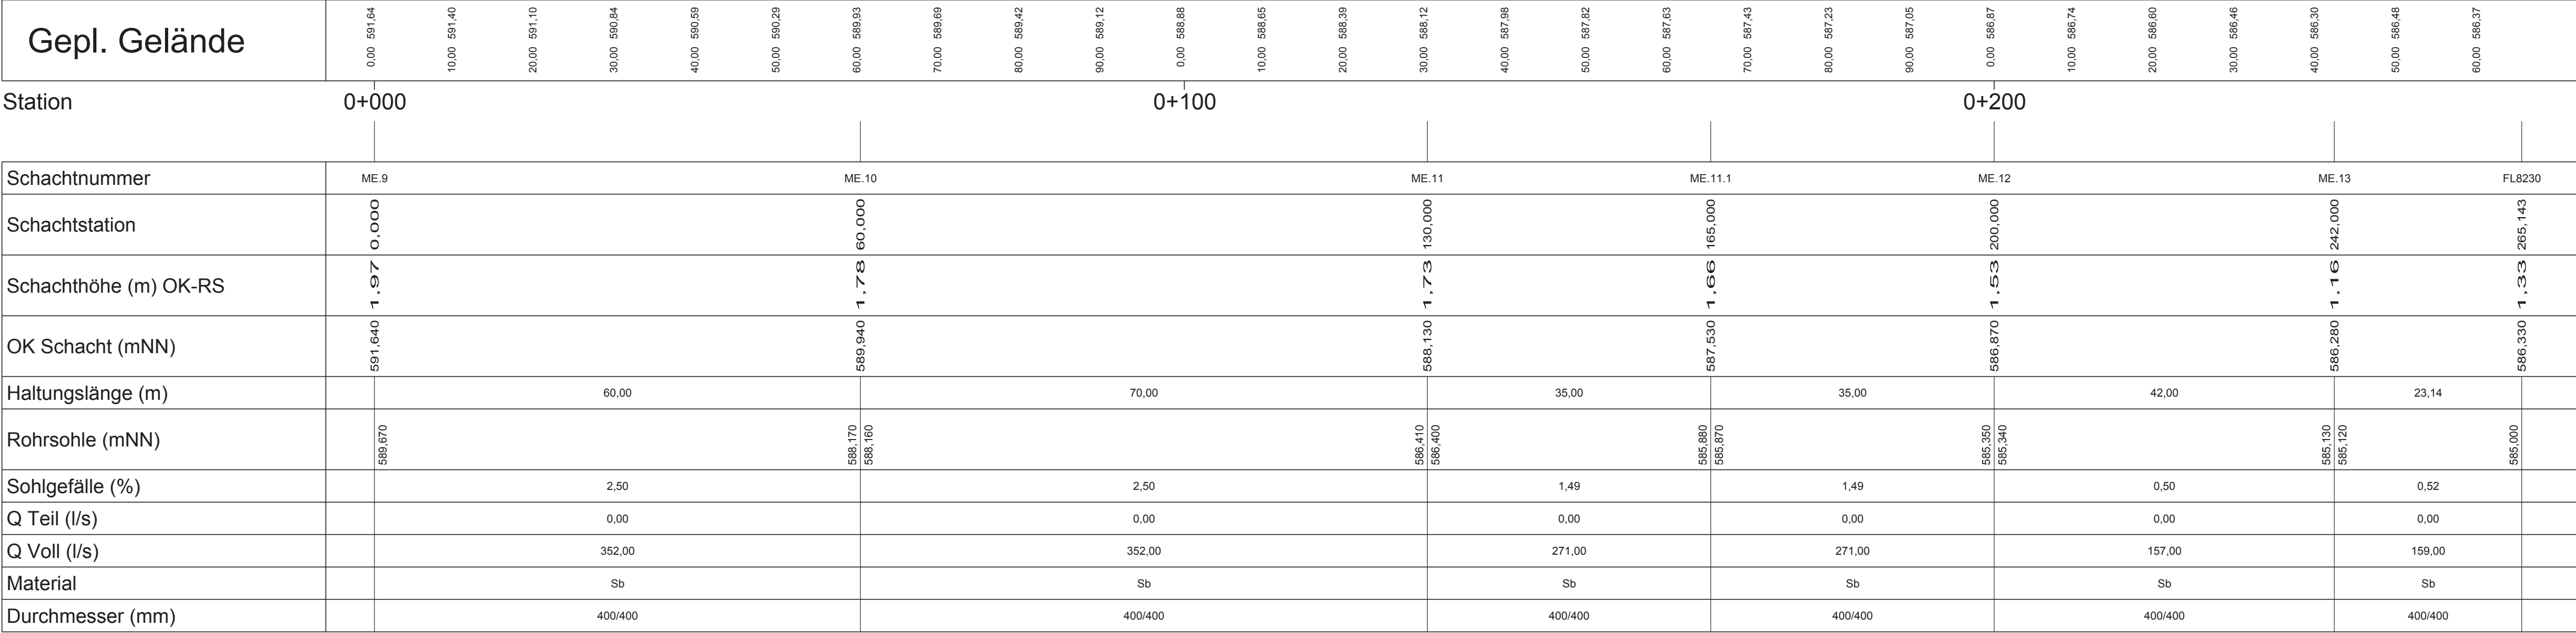 Gepl. Gelände
0,00 591,64
10,00 591,40
20,00 591,10
30,00 590,84
40,00 590,59
50,00 590,29
60,00 589,93
70,00 589,69
80,00 589,42
90,00 589,12
0,00 588,88
10,00 588,65
20,00 588,39
30,00 588,12
40,00 587,98
50,00 587,82
60,00 587,63
70,00 587,43
80,00 587,23
90,00 587,05
0,00 586,87
10,00 586,74
20,00 586,60
30,00 586,46
40,00 586,30
50,00 586,48
60,00 586,37
Station 0+000 0+100 0+200
Schachtnummer ME.9 ME.10 ME.11 ME.11.1 ME.12 ME.13 FL8230
Schachtstation 0,000 60,000 130,000 165,000 200,000 242,000 265,143
Schachthöhe (m) OK-RS 1,97 1,78 1,73 1,66 1,53 1,16 1,33
OK Schacht (mNN) 591,640 589,940 588,130 587,530 586,870 586,280 586,330
Haltungslänge (m) 60,00 70,00 35,00 35,00 42,00 23,14
Rohrsohle (mNN) 589,670 588,170 588,160 586,410 586,400 585,880 585,870 585,350 585,340 585,130 585,120 585,000
Sohlgefälle (%) 2,50 2,50 1,49 1,49 0,50 0,52
Q Teil (l/s) 0,00 0,00 0,00 0,00 0,00 0,00
Q Voll (l/s) 352,00 352,00 271,00 271,00 157,00 159,00
Material Sb Sb Sb Sb Sb Sb
Durchmesser (mm) 400/400 400/400 400/400 400/400 400/400 400/400